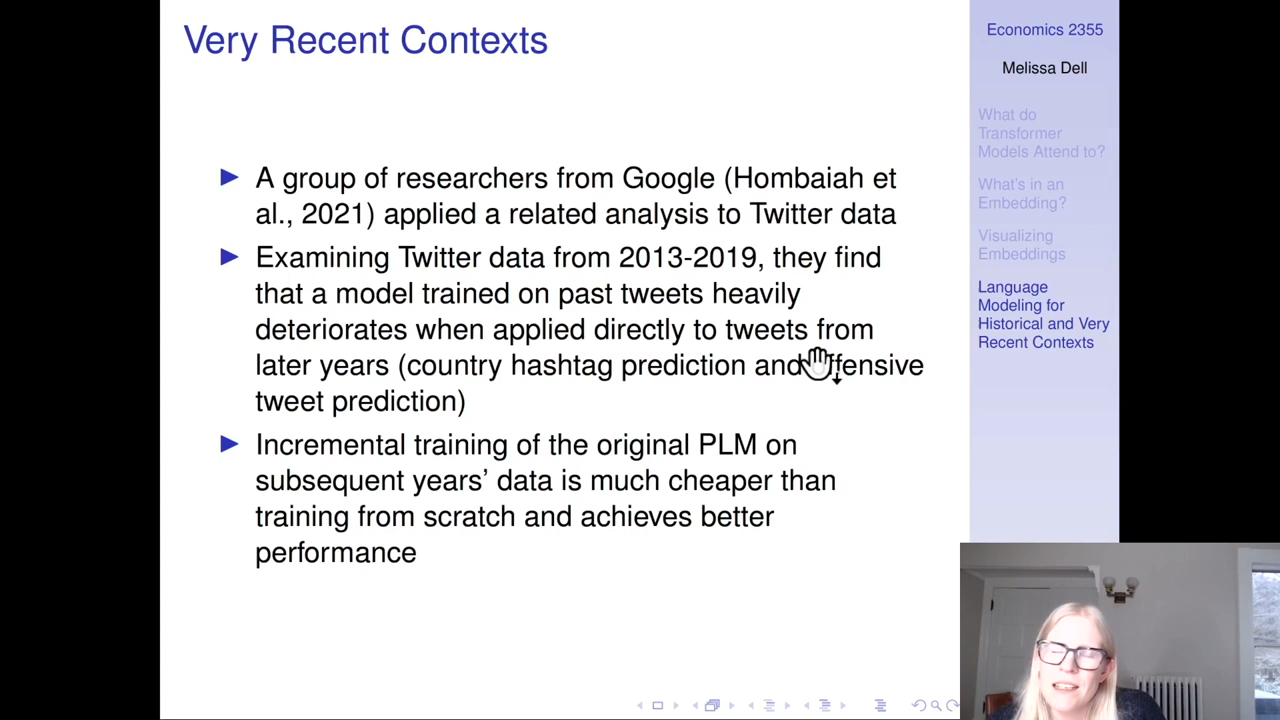 Very Recent Contexts
A group of researchers from Google (Hombaiah et
al., 2021) applied a related analysis to Twitter data
Examining Twitter data from 2013-2019, they find
that a model trained on past tweets heavily
deteriorates when applied directly to tweets from
later years (country hashtag prediction and offensive
tweet prediction)
Incremental training of the original PLM on
subsequent years’ data is much cheaper than
training from scratch and achieves better
performance
Economics 2355
Melissa Dell
What do
Transformer
Models Attend to?
What's in an
Embedding?
Visualizing
Embeddings
Language
Modeling for
Historical and Very
Recent Contexts